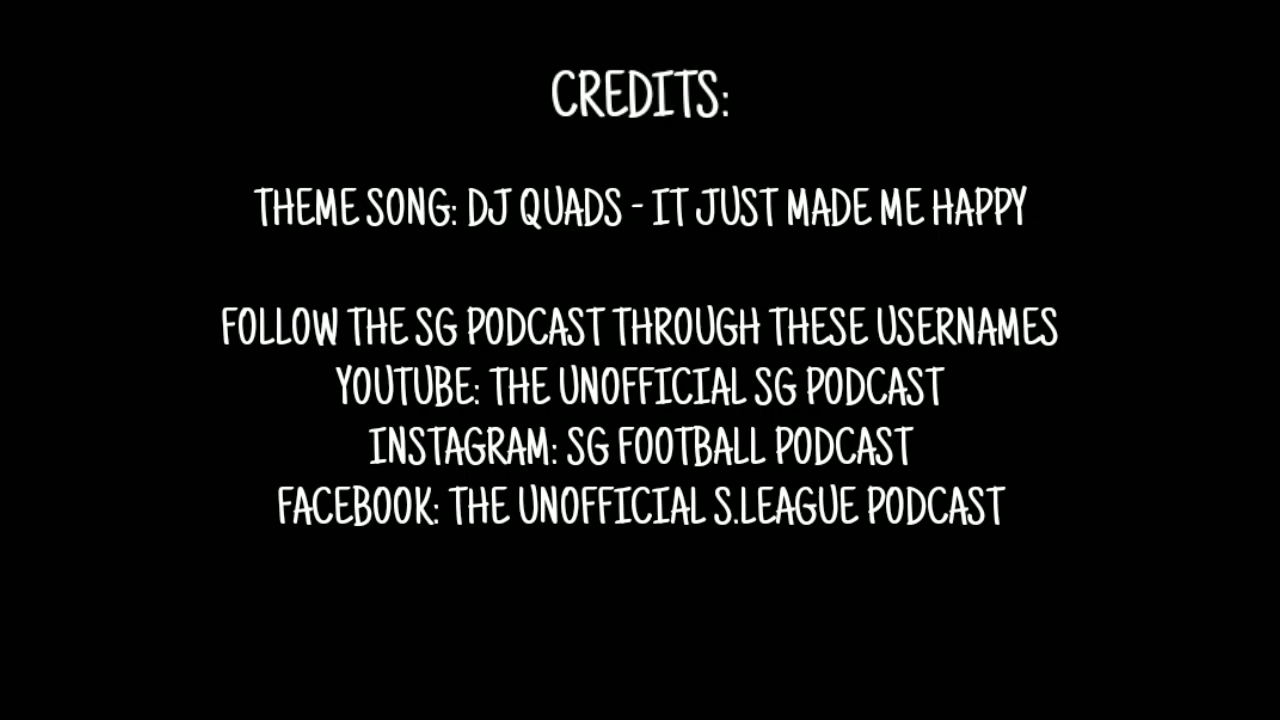 CREDITS:
THEME SONG: DJ QUADS - IT JUST MADE ME HAPPY
FOLLOW THE SG PODCAST THROUGH THESE USERNAMES
YOUTUBE: THE UNOFFICIAL SG PODCAST
INSTAGRAM: SG FOOTBALL PODCAST
FACEBOOK: THE UNOFFICIAL S.LEAGUE PODCAST